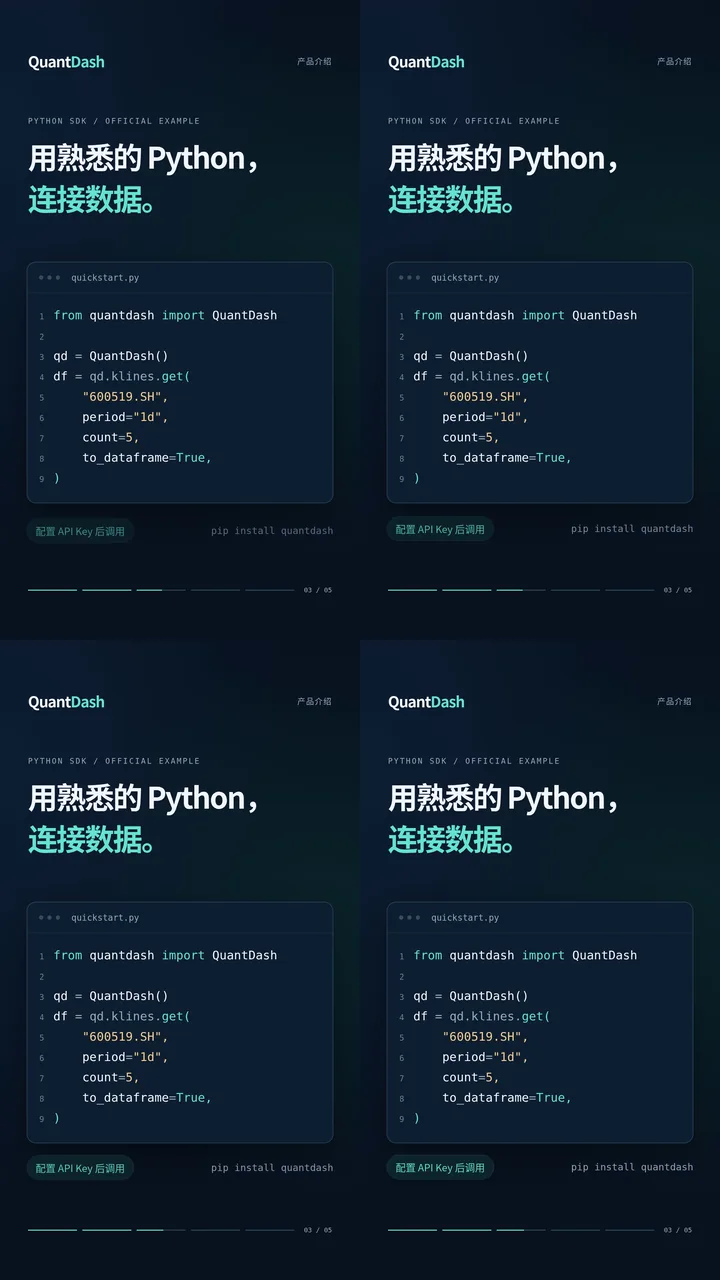 QuantDash
产品介绍
PYTHON SDK / OFFICIAL EXAMPLE
用熟悉的 Python，
连接数据。
quickstart.py
1 from quantdash import QuantDash
2
3 qd = QuantDash()
4 df = qd.klines.get(
5 "600519.SH",
6 period="1d",
7 count=5,
8 to_dataframe=True,
9 )
配置 API Key 后调用
pip install quantdash
03 / 05
QuantDash
产品介绍
PYTHON SDK / OFFICIAL EXAMPLE
用熟悉的 Python，
连接数据。
quickstart.py
1 from quantdash import QuantDash
2
3 qd = QuantDash()
4 df = qd.klines.get(
5 "600519.SH",
6 period="1d",
7 count=5,
8 to_dataframe=True,
9 )
配置 API Key 后调用
pip install quantdash
03 / 05
QuantDash
产品介绍
PYTHON SDK / OFFICIAL EXAMPLE
用熟悉的 Python，
连接数据。
quickstart.py
1 from quantdash import QuantDash
2
3 qd = QuantDash()
4 df = qd.klines.get(
5 "600519.SH",
6 period="1d",
7 count=5,
8 to_dataframe=True,
9 )
配置 API Key 后调用
pip install quantdash
03 / 05
QuantDash
产品介绍
PYTHON SDK / OFFICIAL EXAMPLE
用熟悉的 Python，
连接数据。
quickstart.py
1 from quantdash import QuantDash
2
3 qd = QuantDash()
4 df = qd.klines.get(
5 "600519.SH",
6 period="1d",
7 count=5,
8 to_dataframe=True,
9 )
配置 API Key 后调用
pip install quantdash
03 / 05